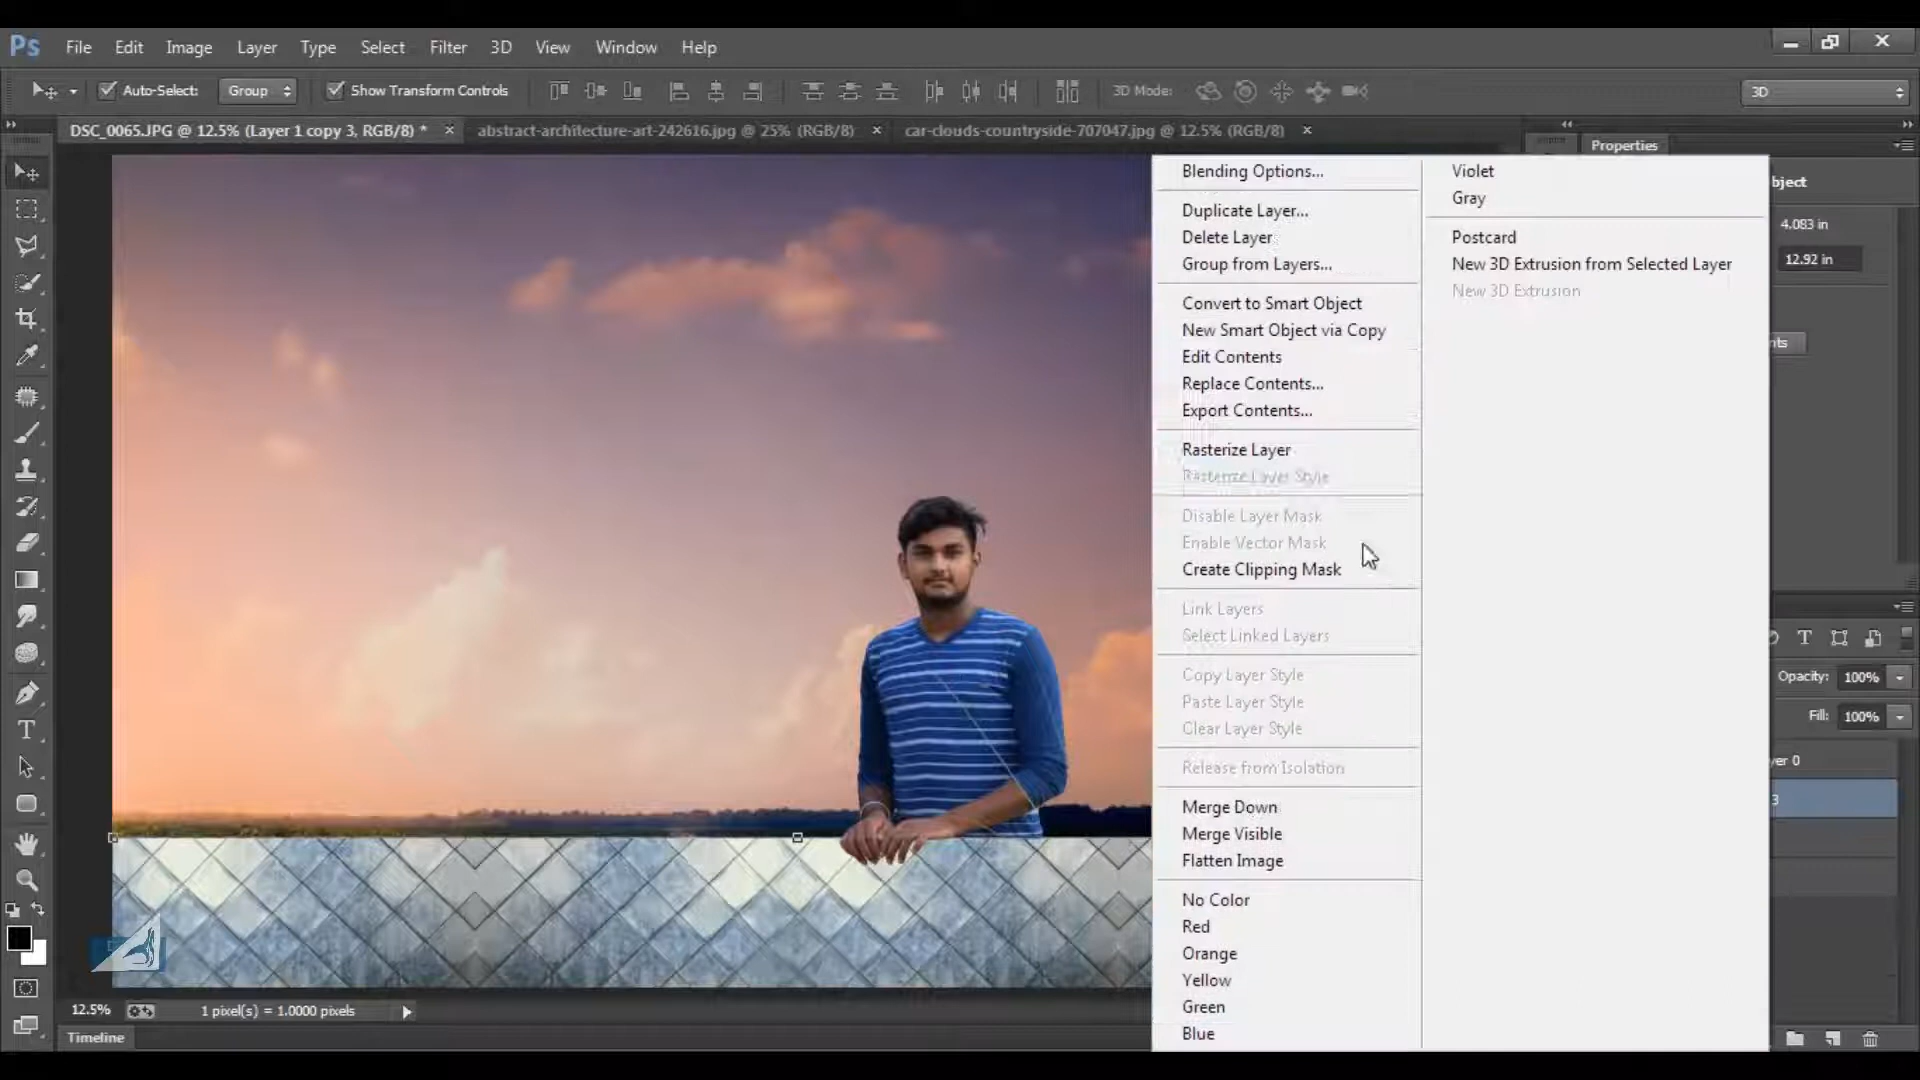 Ps File Edit Image Layer Type Select Filter 3D View Window Help
Auto-Select: Group Show Transform Controls 3D Mode: 3D
DSC_0065.JPG @ 12.5% (Layer 1 copy 3, RGB/8) * abstract-architecture-art-242616.jpg @ 25% (RGB/8) car-clouds-countryside-707047.jpg @ 12.5% (RGB/8)
Properties
bject
4.083 in
12.92 in
nts
Blending Options...
Duplicate Layer...
Delete Layer
Group from Layers...
Convert to Smart Object
New Smart Object via Copy
Edit Contents
Replace Contents...
Export Contents...
Rasterize Layer
Rasterize Layer Style
Disable Layer Mask
Enable Vector Mask
Create Clipping Mask
Link Layers
Select Linked Layers
Copy Layer Style
Paste Layer Style
Clear Layer Style
Release from Isolation
Merge Down
Merge Visible
Flatten Image
No Color
Red
Orange
Yellow
Green
Blue
Violet
Gray
Postcard
New 3D Extrusion from Selected Layer
New 3D Extrusion
Opacity: 100%
Fill: 100%
yer 0
3
12.5% 1 pixel(s) = 1.0000 pixels
Timeline